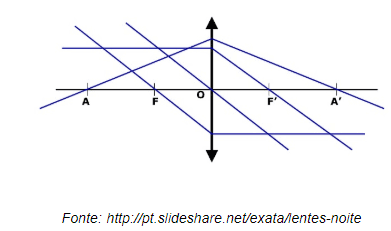 A F O F' A'
Fonte: http://pt.slideshare.net/exata/lentes-noite